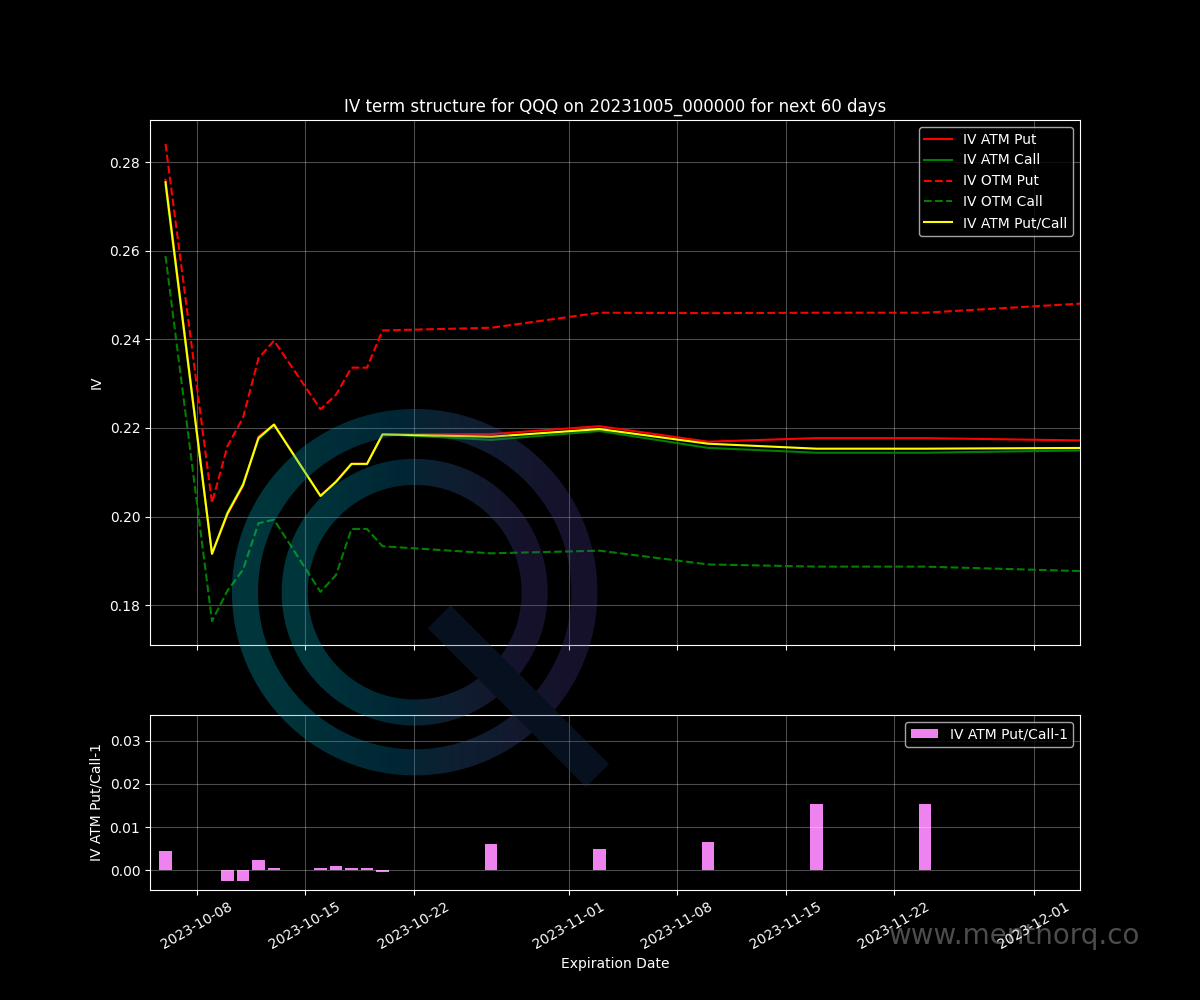 IV term structure for QQQ on 20231005_000000 for next 60 days
IV ATM Put
IV ATM Call
IV OTM Put
IV OTM Call
IV ATM Put/Call
0.28
0.26
0.24
0.22
0.20
0.18
IV
IV ATM Put/Call-1
0.03
0.02
0.01
0.00
IV ATM Put/Call-1
2023-10-08
2023-10-15
2023-10-22
2023-11-01
2023-11-08
2023-11-15
2023-11-22
2023-12-01
www.menthorq.co
Expiration Date